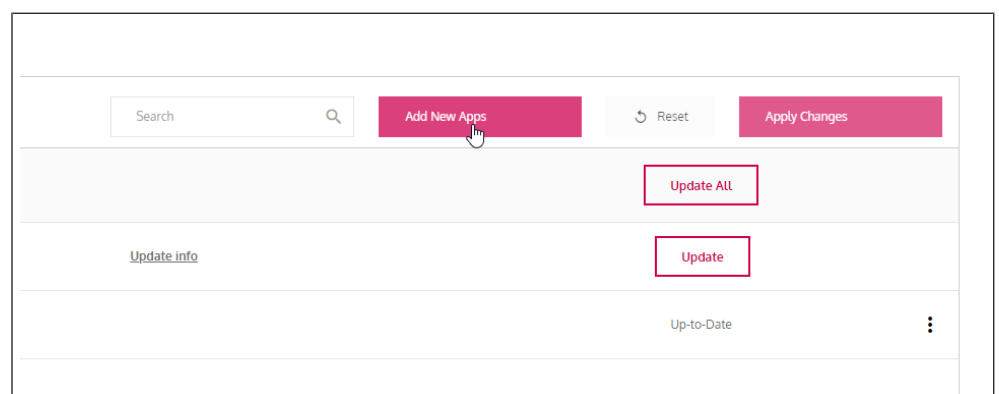 Search
Add New Apps
Reset
Apply Changes
Update All
Update info
Update
Up-to-Date